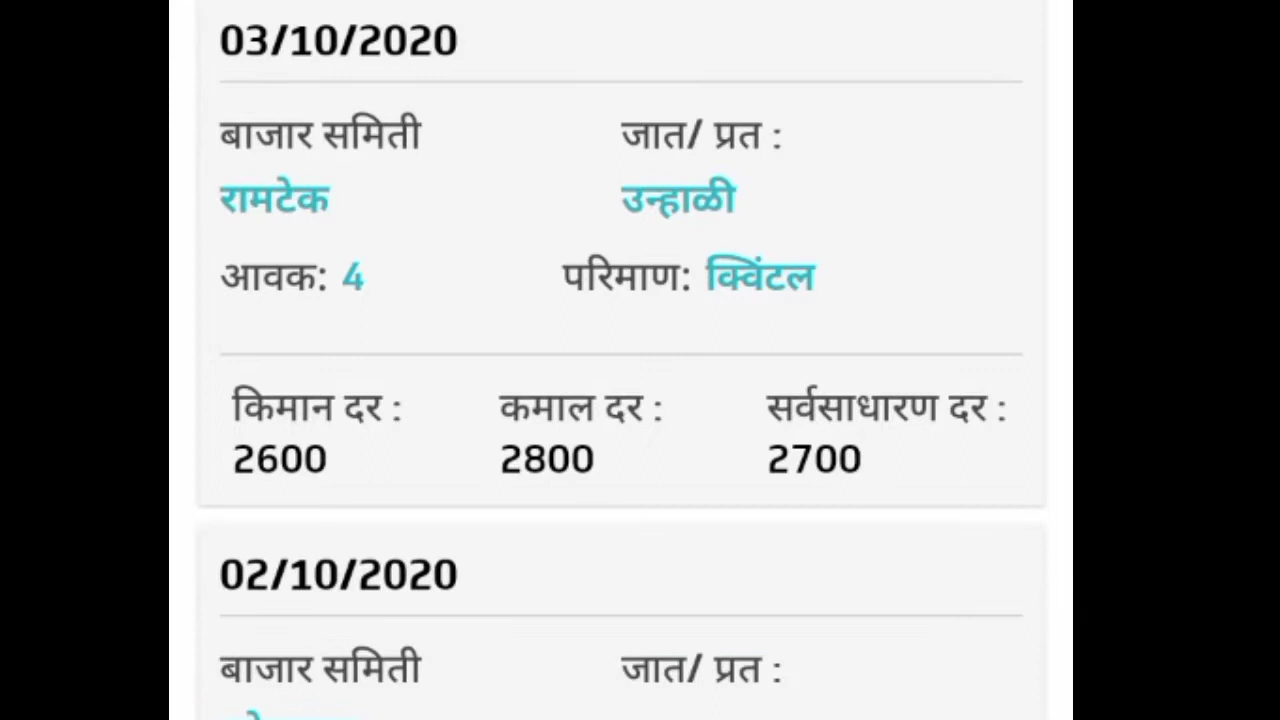 03/10/2020
बाजार समिती जात/ प्रत :
रामटेक उन्हाळी
आवक: 4 परिमाण: क्विंटल
किमान दर : कमाल दर : सर्वसाधारण दर :
2600 2800 2700
02/10/2020
बाजार समिती जात/ प्रत :